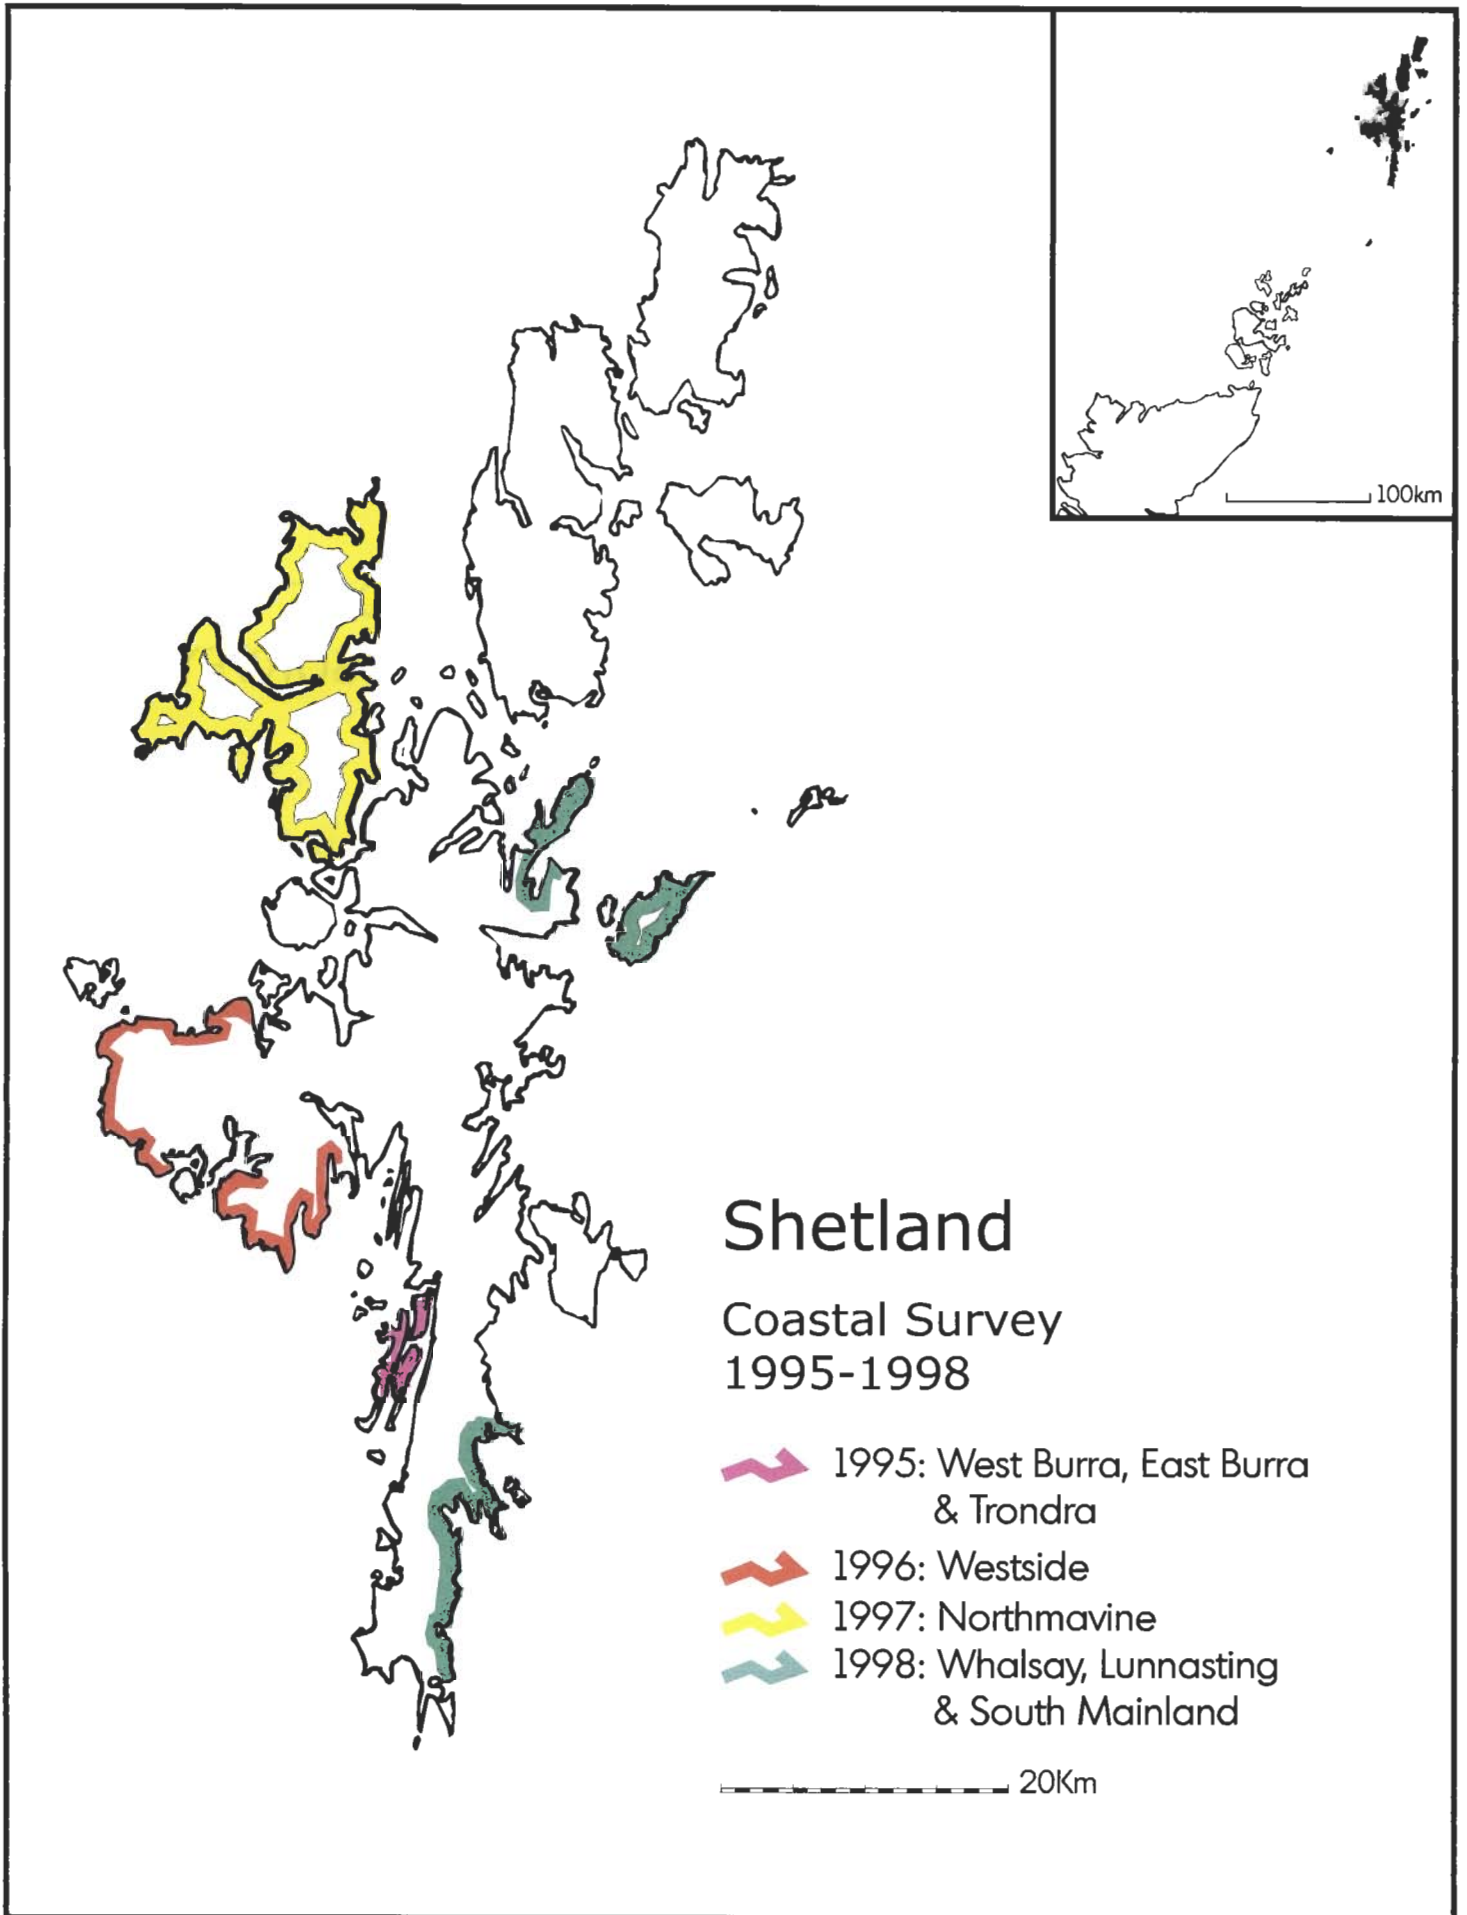 100km
Shetland
Coastal Survey
1995-1998
1995: West Burra, East Burra
& Trondra
1996: Westside
1997: Northmavine
1998: Whalsay, Lunnasting
& South Mainland
20Km